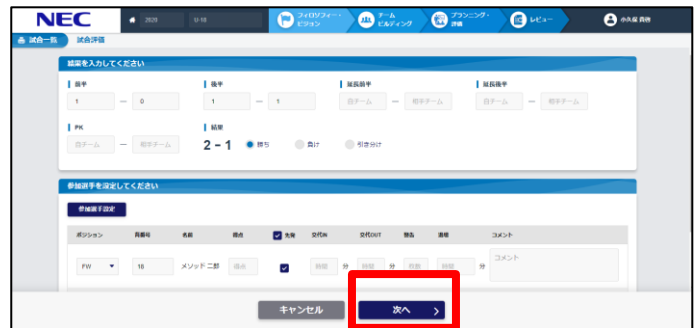 NEC
2020
U-18
フィロソフィー・
ビジョン
チーム
ビルディング
プランニング・
評価
レビュー
小久保 貴啓
試合一覧
試合評価
結果を入力してください
前半
後半
延長前半
延長後半
1 — 0
1 — 1
自チーム — 相手チーム
自チーム — 相手チーム
PK
結果
自チーム — 相手チーム
2 - 1
勝ち
負け
引き分け
参加選手を設定してください
参加選手設定
ポジション 背番号 名前 得点 先発 交代IN 交代OUT 警告 退場 コメント
FW 18 メソッド 二郎 得点 時間 分 時間 分 枚数 時間 分 コメント
キャンセル
次へ